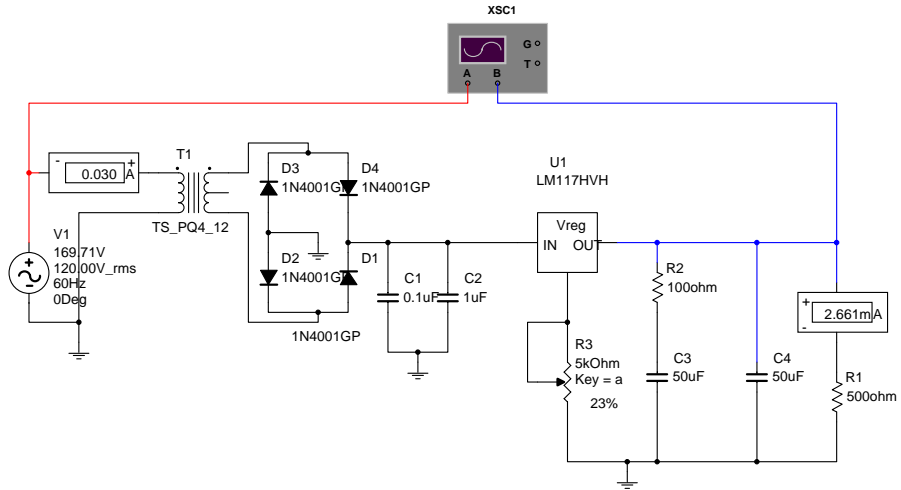 XSC1
G
T
A B
- +
0.030 A
T1
TS_PQ4_12
V1
169.71V
120.00V_rms
60Hz
0Deg
D3
1N4001GP
D4
1N4001GP
D2
1N4001GP
D1
1N4001GP
C1
0.1uF
C2
1uF
U1
LM117HVH
Vreg
IN OUT
R3
5kOhm
Key = a
23%
R2
100ohm
C3
50uF
C4
50uF
+
-
2.661m A
R1
500ohm